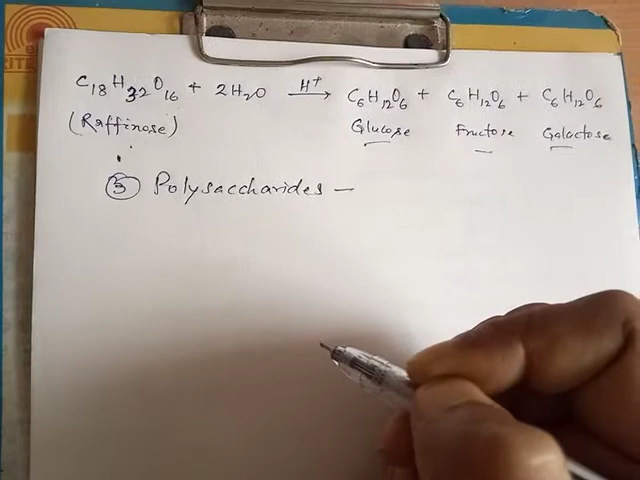 C₁₈H₃₂O₁₆ + 2H₂O —H⁺→ C₆H₁₂O₆ + C₆H₁₂O₆ + C₆H₁₂O₆
(Raffinose) Glucose Fructose Galactose
③ Polysaccharides —